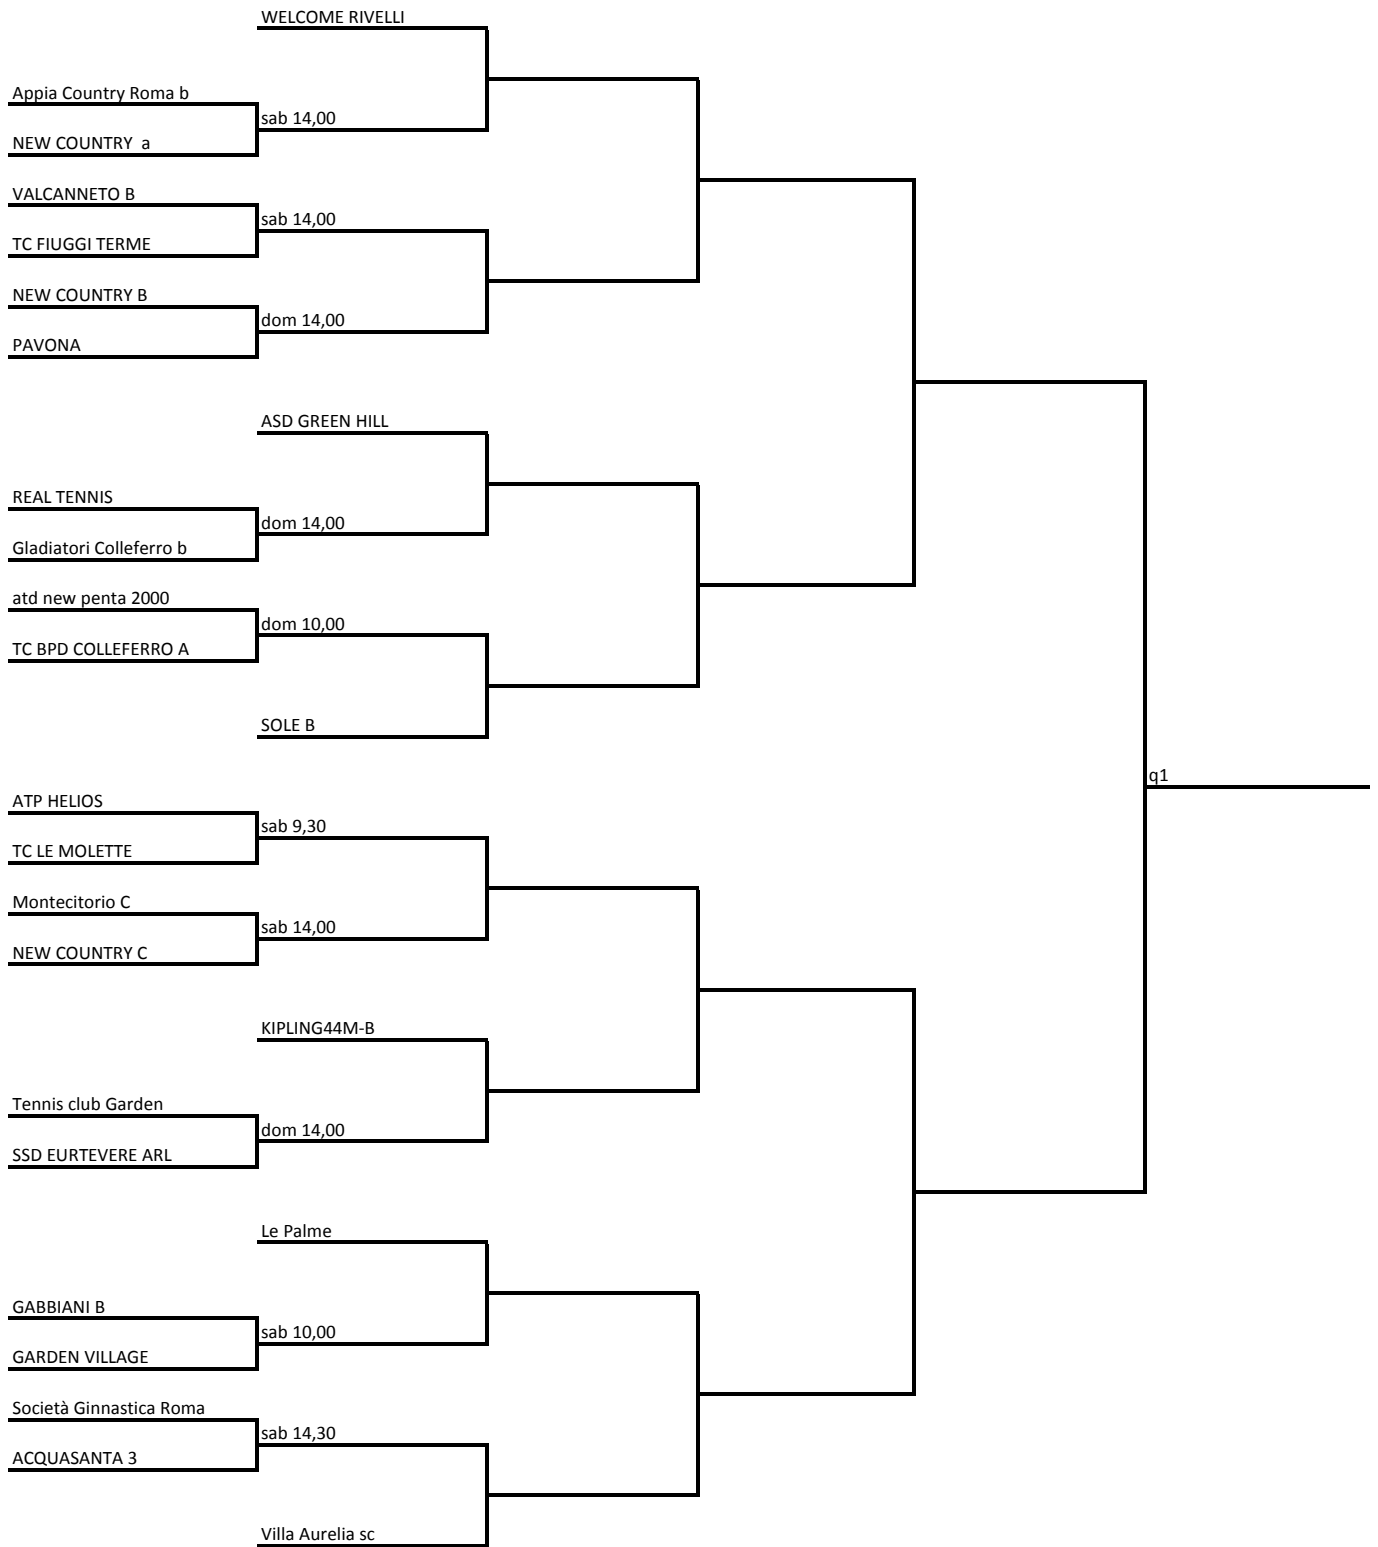 WELCOME RIVELLI
Appia Country Roma b
sab 14,00
NEW COUNTRY  a
VALCANNETO B
sab 14,00
TC FIUGGI TERME
NEW COUNTRY B
dom 14,00
PAVONA
ASD GREEN HILL
REAL TENNIS
dom 14,00
Gladiatori Colleferro b
atd new penta 2000
dom 10,00
TC BPD COLLEFERRO A
SOLE B
q1
ATP HELIOS
sab 9,30
TC LE MOLETTE
Montecitorio C
sab 14,00
NEW COUNTRY C
KIPLING44M-B
Tennis club Garden
dom 14,00
SSD EURTEVERE ARL
Le Palme
GABBIANI B
sab 10,00
GARDEN VILLAGE
Società Ginnastica Roma
sab 14,30
ACQUASANTA 3
Villa Aurelia sc